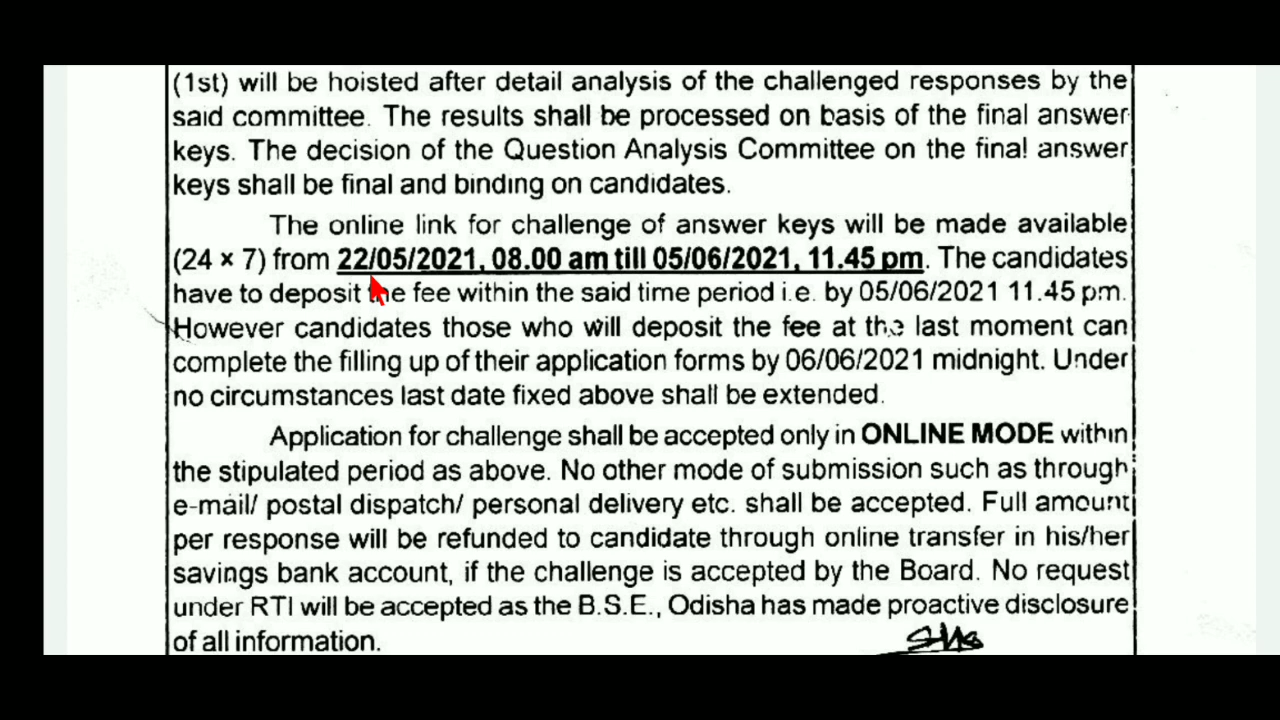 (1st) will be hoisted after detail analysis of the challenged responses by the
said committee. The results shall be processed on basis of the final answer
keys. The decision of the Question Analysis Committee on the final answer
keys shall be final and binding on candidates.
The online link for challenge of answer keys will be made available
(24 × 7) from 22/05/2021, 08.00 am till 05/06/2021, 11.45 pm. The candidates
have to deposit the fee within the said time period i.e. by 05/06/2021 11.45 pm.
However candidates those who will deposit the fee at the last moment can
complete the filling up of their application forms by 06/06/2021 midnight. Under
no circumstances last date fixed above shall be extended.
Application for challenge shall be accepted only in ONLINE MODE within
the stipulated period as above. No other mode of submission such as through
e-mail/ postal dispatch/ personal delivery etc. shall be accepted. Full amount
per response will be refunded to candidate through online transfer in his/her
savings bank account, if the challenge is accepted by the Board. No request
under RTI will be accepted as the B.S.E., Odisha has made proactive disclosure
of all information.